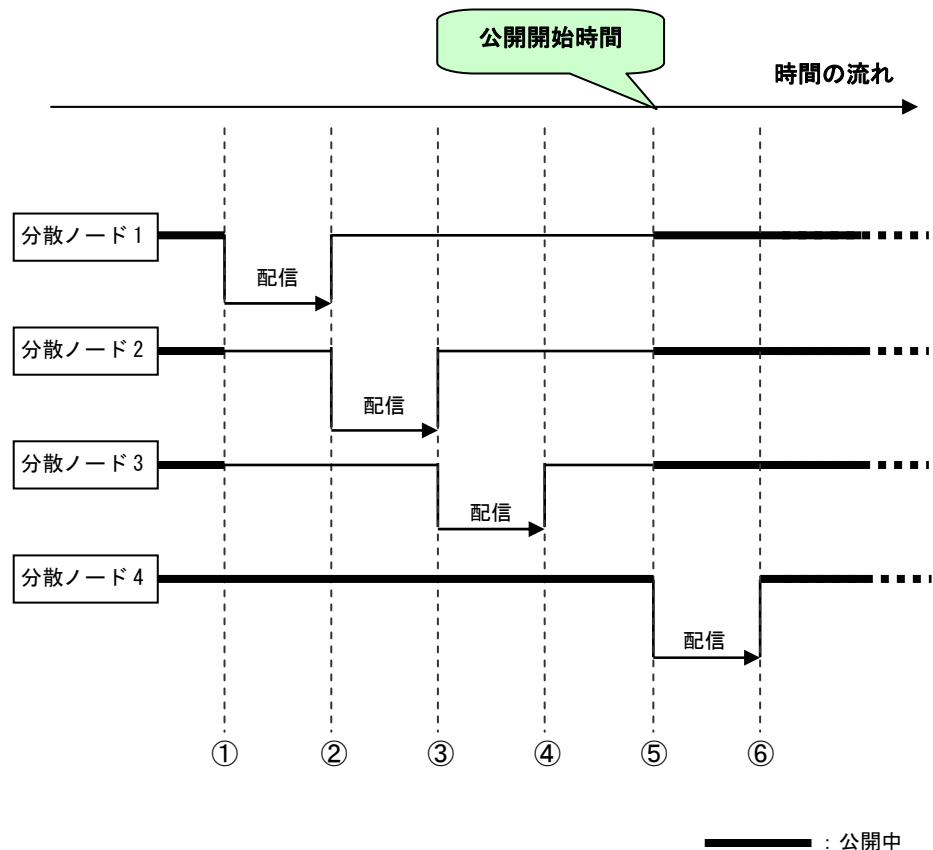 公開開始時間
時間の流れ
分散ノード1
配信
分散ノード2
配信
分散ノード3
配信
分散ノード4
配信
① ② ③ ④ ⑤ ⑥
：公開中